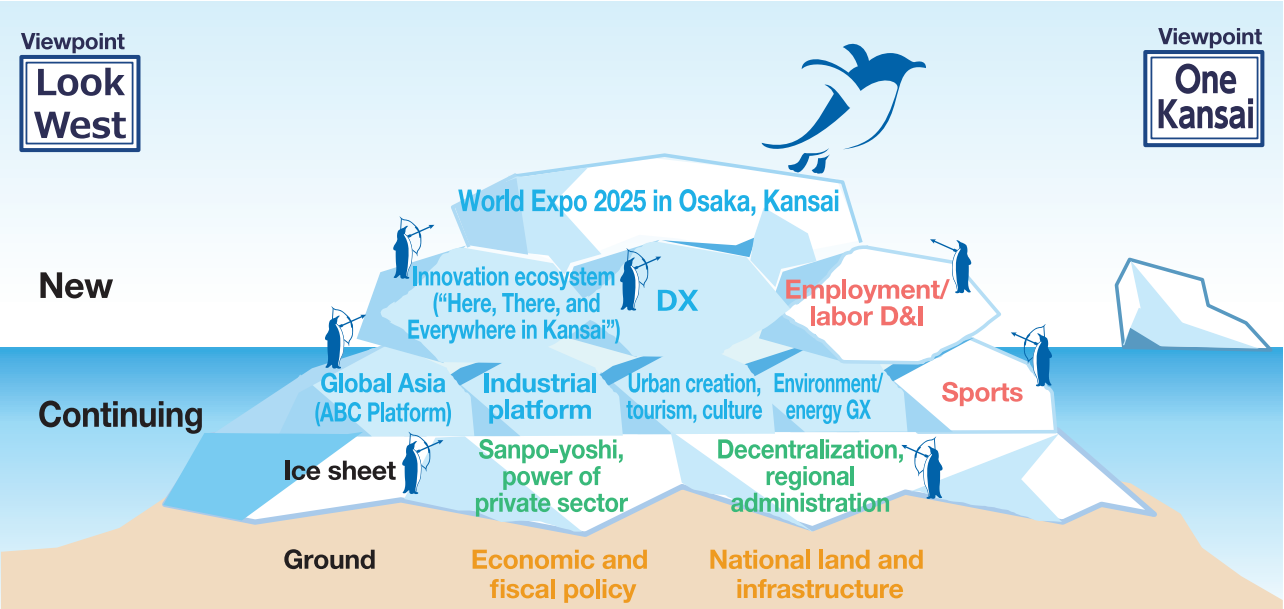 Viewpoint
Look
West
Viewpoint
One
Kansai
World Expo 2025 in Osaka, Kansai
New
Innovation ecosystem
(“Here, There, and
Everywhere in Kansai”)
DX
Employment/
labor D&I
Continuing
Global Asia
(ABC Platform)
Industrial
platform
Urban creation,
tourism, culture
Environment/
energy GX
Sports
Ice sheet
Sanpo-yoshi,
power of
private sector
Decentralization,
regional
administration
Ground
Economic and
fiscal policy
National land and
infrastructure